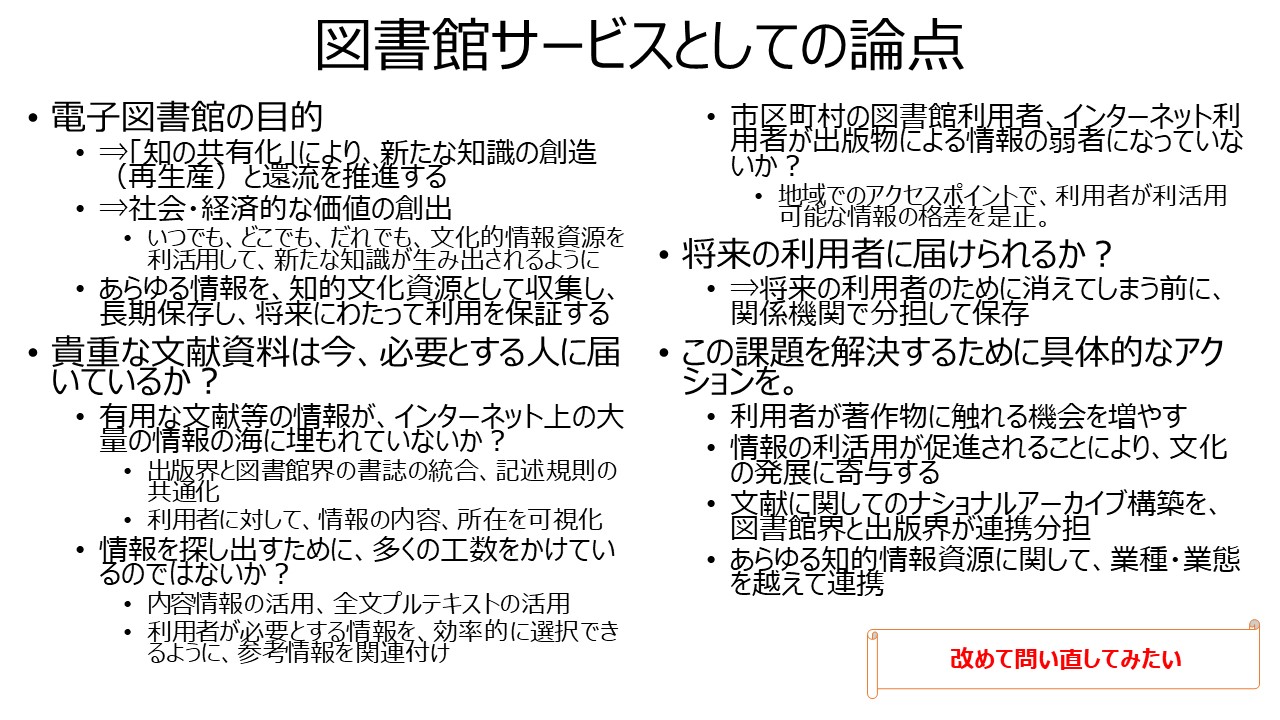 図書館サービスとしての論点
• 電子図書館の目的
• ⇒「知の共有化」により、新たな知識の創造
（再生産）と還流を推進する
• ⇒社会・経済的な価値の創出
• いつでも、どこでも、だれでも、文化的情報資源を
利活用して、新たな知識が生み出されるように
• あらゆる情報を、知的文化資源として収集し、
長期保存し、将来にわたって利用を保証する
• 貴重な文献資料は今、必要とする人に届
いているか？
• 有用な文献等の情報が、インターネット上の大
量の情報の海に埋もれていないか？
• 出版界と図書館界の書誌の統合、記述規則の
共通化
• 利用者に対して、情報の内容、所在を可視化
• 情報を探し出すために、多くの工数をかけてい
るのではないか？
• 内容情報の活用、全文プルテキストの活用
• 利用者が必要とする情報を、効率的に選択でき
るように、参考情報を関連付け
• 市区町村の図書館利用者、インターネット利
用者が出版物による情報の弱者になっていな
いか？
• 地域でのアクセスポイントで、利用者が利活用
可能な情報の格差を是正。
• 将来の利用者に届けられるか？
• ⇒将来の利用者のために消えてしまう前に、
関係機関で分担して保存
• この課題を解決するために具体的なアク
ションを。
• 利用者が著作物に触れる機会を増やす
• 情報の利活用が促進されることにより、文化
の発展に寄与する
• 文献に関してのナショナルアーカイブ構築を、
図書館界と出版界が連携分担
• あらゆる知的情報資源に関して、業種・業態
を越えて連携
改めて問い直してみたい